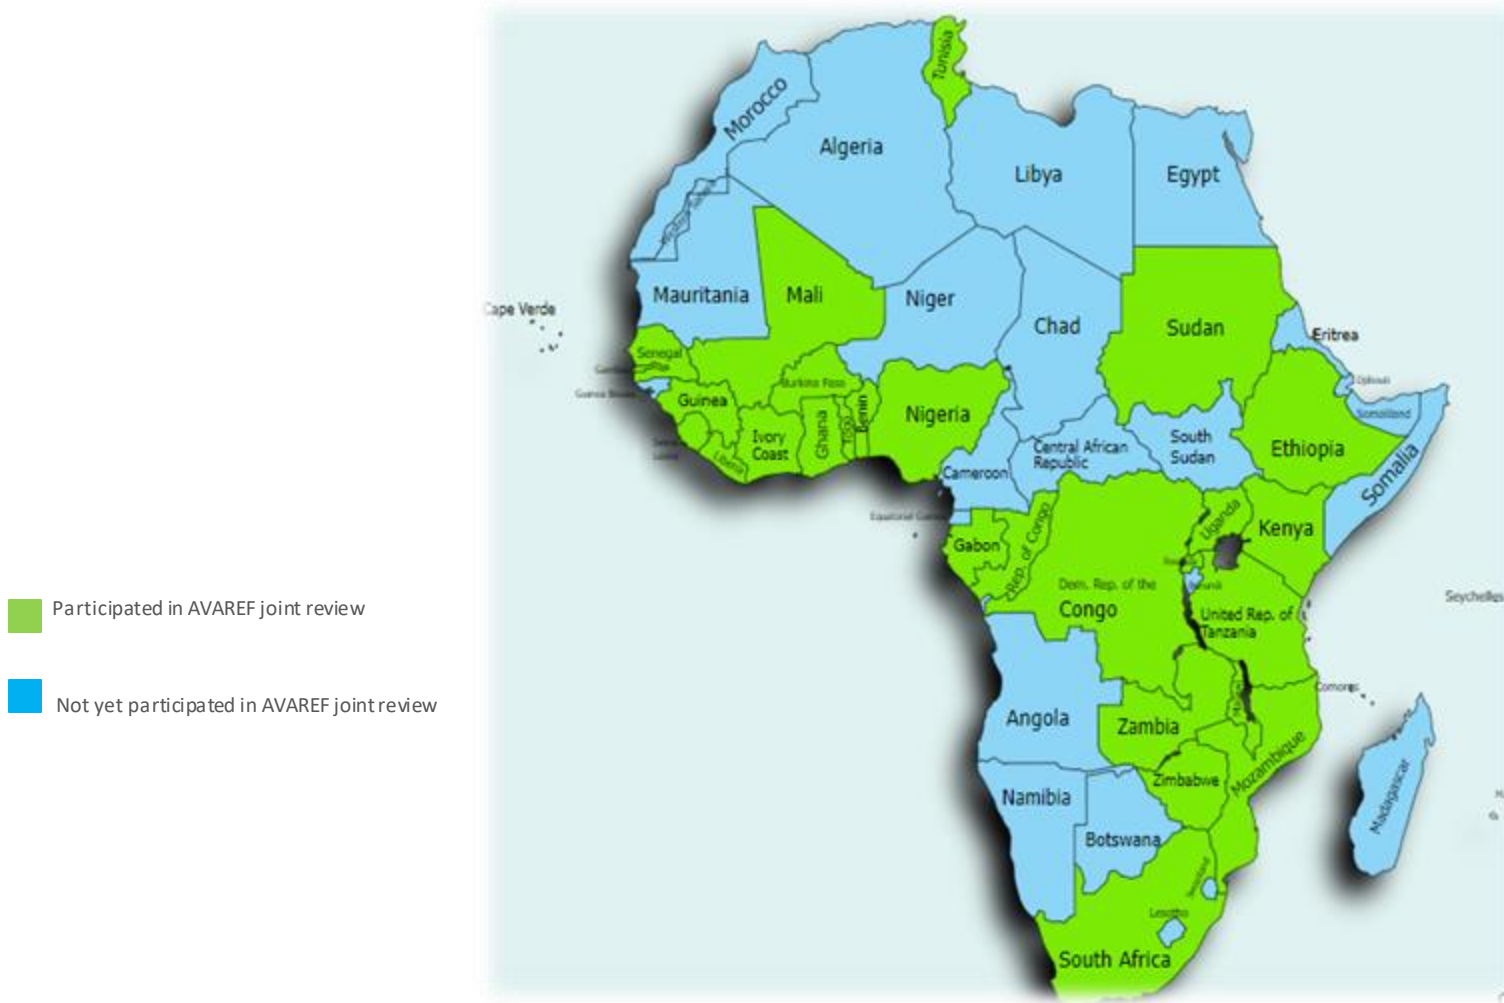 Tunisia
Morocco
Algeria
Libya
Egypt
Mauritania
Mali
Niger
Chad
Sudan
Eritrea
Cape Verde
Senegal
Guinea
Burkina Faso
Ivory
Coast
Ghana
Togo
Benin
Nigeria
Liberia
Djibouti
Somaliland
Somalia
Ethiopia
South
Sudan
Central African
Republic
Cameroon
Gabon
Rep. of Congo
Uganda
Kenya
Dem. Rep. of the
Congo
United Rep. of
Tanzania
Seychelles
Participated in AVAREF joint review
Not yet participated in AVAREF joint review
Comoros
Angola
Zambia
Mozambique
Zimbabwe
Namibia
Botswana
Madagascar
Swaziland
Lesotho
South Africa